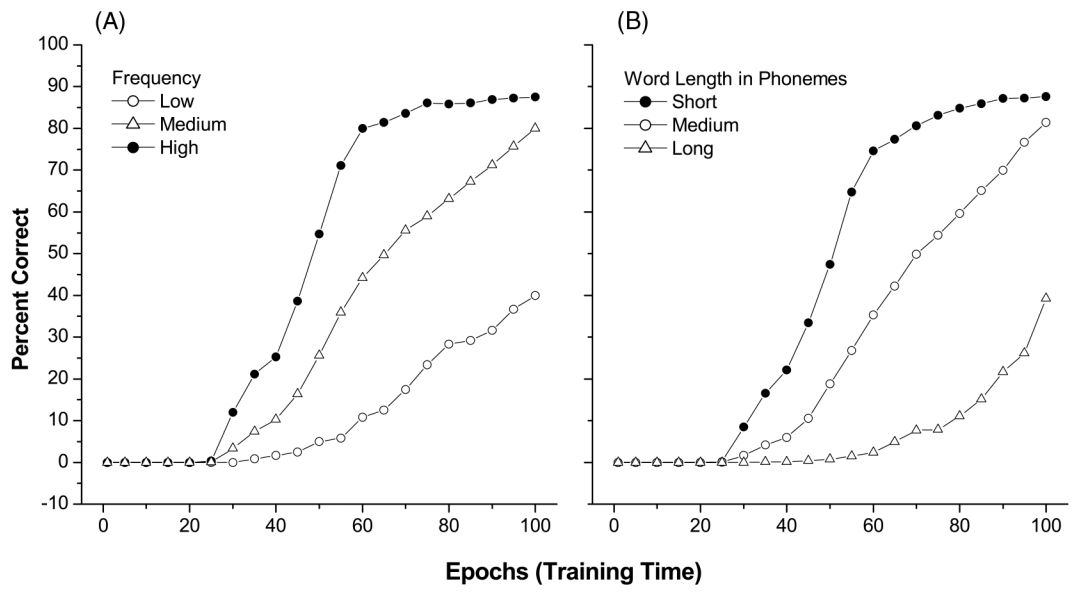 (A)
(B)
Percent Correct
100
90
80
70
60
50
40
30
20
10
0
-10
Frequency
Low
Medium
High
0
20
40
60
80
100
Word Length in Phonemes
Short
Medium
Long
0
20
40
60
80
100
Epochs (Training Time)